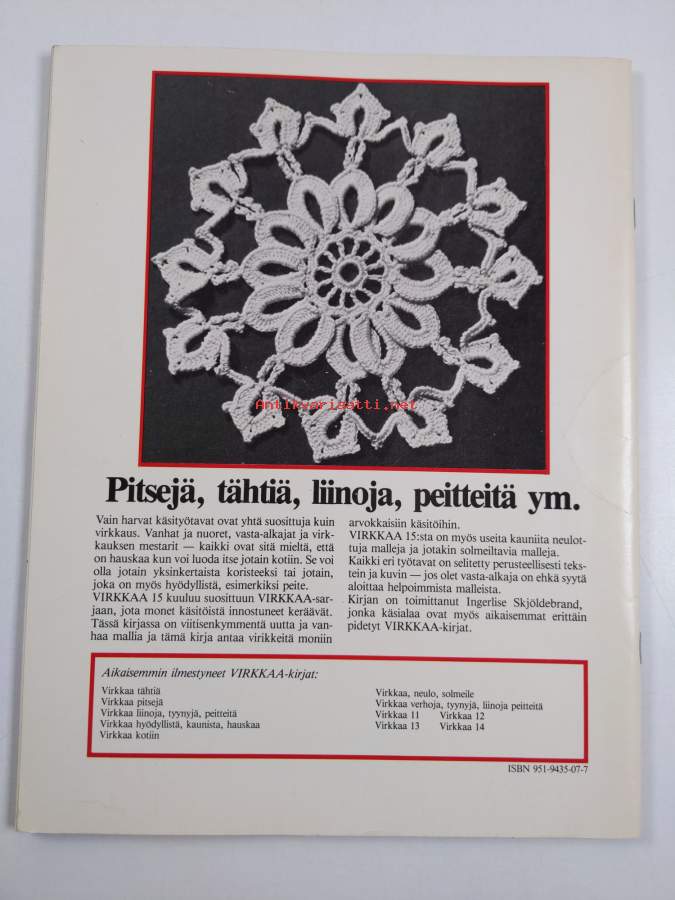 Antikvariaatti.net
Pitsejä, tähtiä, liinoja, peitteitä ym.
Vain harvat käsityötavat ovat yhtä suosittuja kuin
virkkaus. Vanhat ja nuoret, vasta-alkajat ja virk-
kauksen mestarit — kaikki ovat sitä mieltä, että
on hauskaa kun voi luoda itse jotain kotiin. Se voi
olla jotain yksinkertaista koristeeksi tai jotain,
joka on myös hyödyllistä, esimerkiksi peite.
VIRKKAA 15 kuuluu suosittuun VIRKKAA-sar-
jaan, jota monet käsitöistä innostuneet keräävät.
Tässä kirjassa on viitisenkymmentä uutta ja van-
haa mallia ja tämä kirja antaa virikkeitä moniin
arvokkaisiin käsitöihin.
VIRKKAA 15:sta on myös useita kauniita neulot-
tuja malleja ja jotakin solmeiltavia malleja.
Kaikki eri työtavat on selitetty perusteellisesti teks-
tein ja kuvin — jos olet vasta-alkaja on ehkä syytä
aloittaa helpoimmista malleista.
Kirjan on toimittanut Ingerlise Skjöldebrand,
jonka käsialaa ovat myös aikaisemmat erittäin
pidetyt VIRKKAA-kirjat.
Aikaisemmin ilmestyneet VIRKKAA-kirjat:
Virkkaa tähtiä
Virkkaa pitsejä
Virkkaa liinoja, tyynyjä, peitteitä
Virkkaa hyödyllistä, kaunista, hauskaa
Virkkaa kotiin
Virkkaa, neulo, solmeile
Virkkaa verhoja, tyynyjä, liinoja peitteitä
Virkkaa 11 Virkkaa 12
Virkkaa 13 Virkkaa 14
ISBN 951-9435-07-7